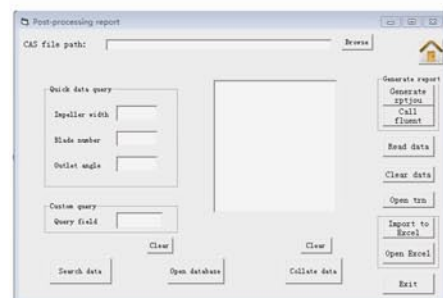 Post-processing report
CAS file path:
Browse
Generate report
Generate
rptjou
Call
fluent
Quick data query
Impeller width
Blade number
Outlet angle
Read data
Clear data
Custom query
Query field
Open trn
Import to
Excel
Clear
Clear
Open Excel
Search data
Open database
Collate data
Exit